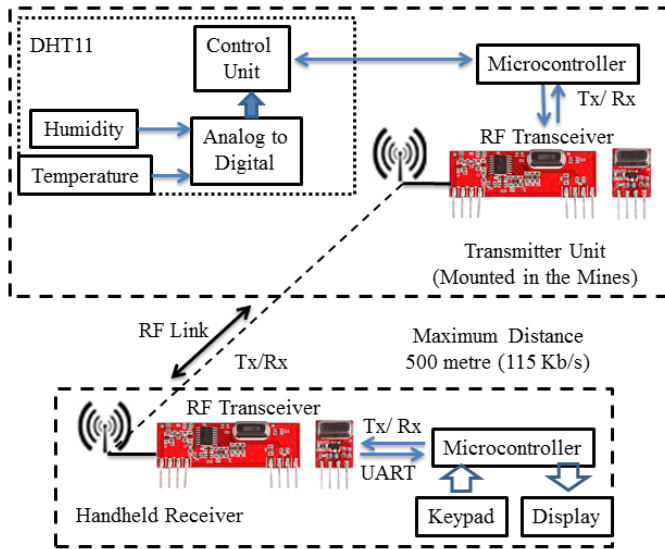 DHT11
Control
Unit
Microcontroller
Tx/ Rx
Humidity
Analog to
Digital
Temperature
RF Transceiver
Transmitter Unit
(Mounted in the Mines)
RF Link
Tx/Rx
Maximum Distance
500 metre (115 Kb/s)
RF Transceiver
Tx/ Rx
UART
Microcontroller
Handheld Receiver
Keypad
Display